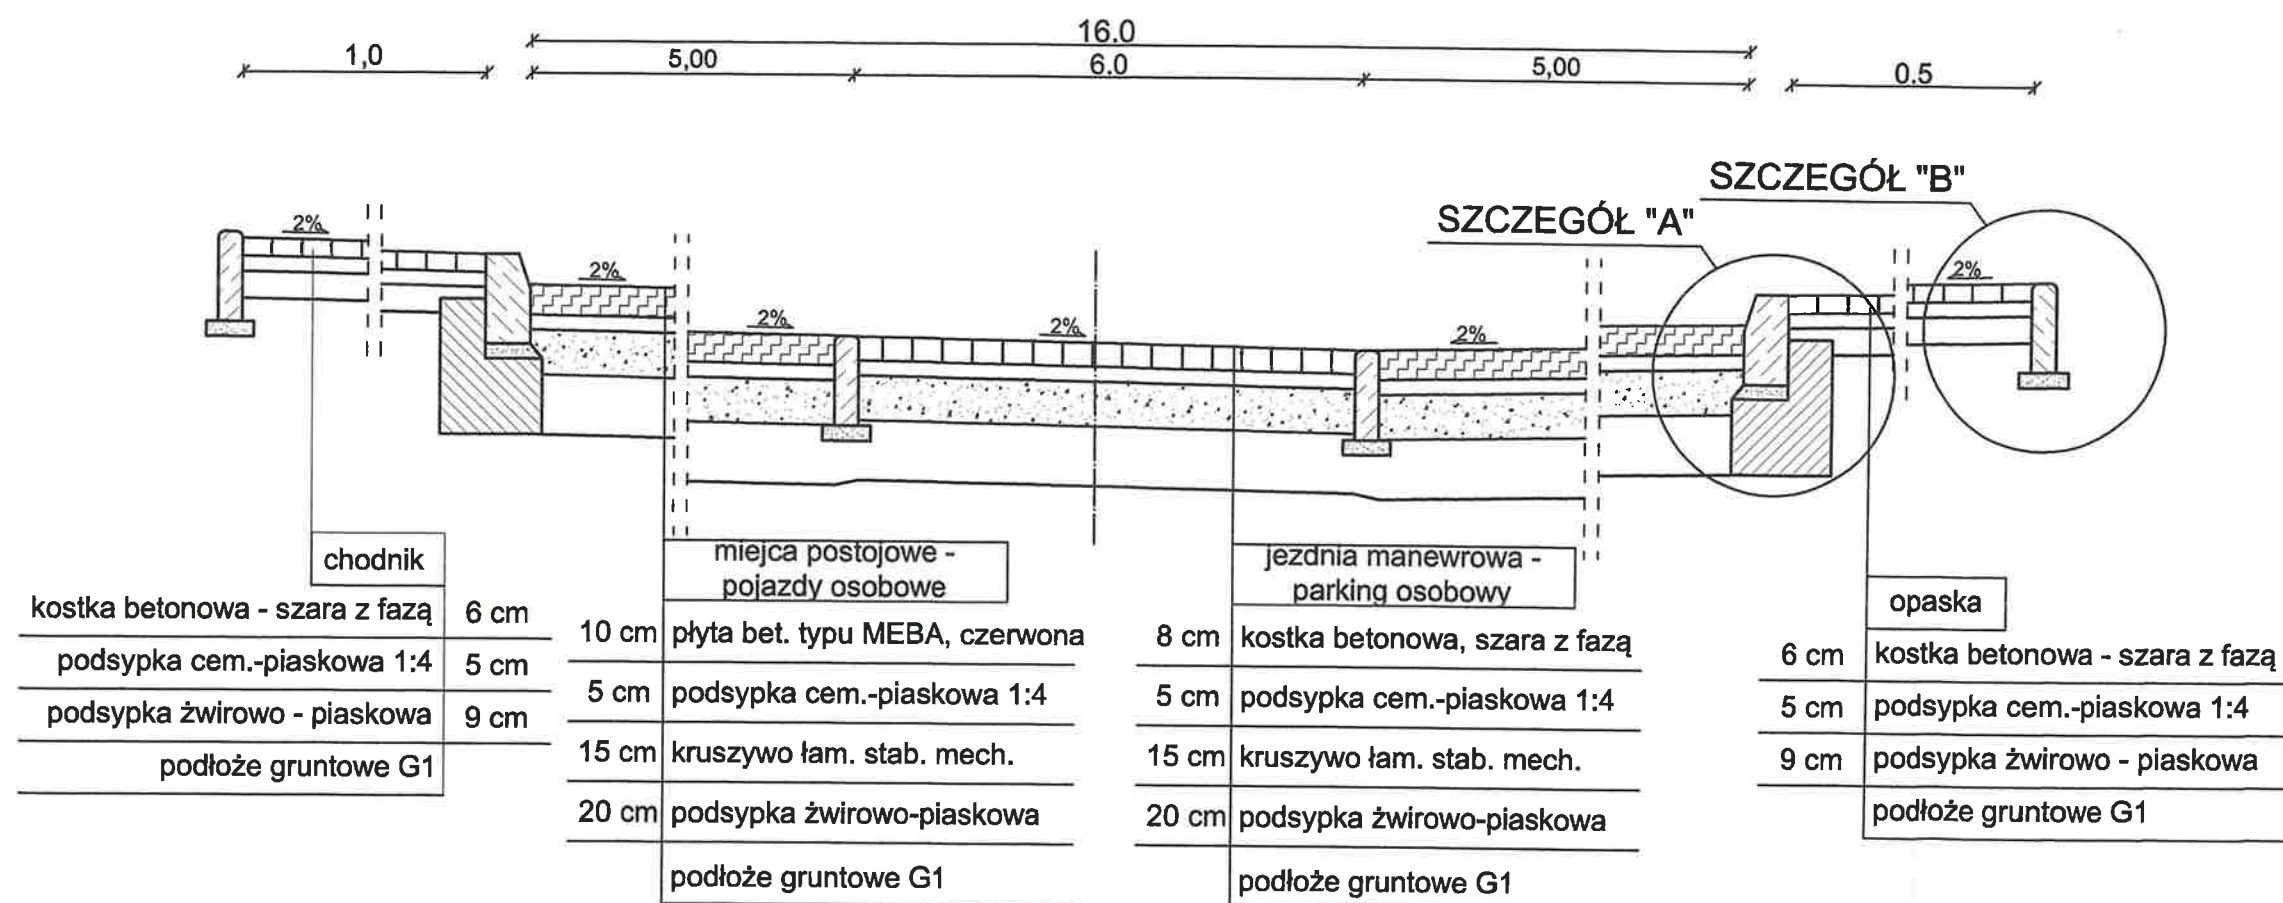 16.0
1,0
5,00
6.0
5,00
0.5
SZCZEGÓŁ "B"
SZCZEGÓŁ "A"
2%
2%
2%
2%
2%
2%
chodnik
kostka betonowa - szara z fazą 6 cm
podsypka cem.-piaskowa 1:4 5 cm
podsypka żwirowo - piaskowa 9 cm
podłoże gruntowe G1
miejca postojowe -
pojazdy osobowe
10 cm płyta bet. typu MEBA, czerwona
5 cm podsypka cem.-piaskowa 1:4
15 cm kruszywo łam. stab. mech.
20 cm podsypka żwirowo-piaskowa
podłoże gruntowe G1
jezdnia manewrowa -
parking osobowy
8 cm kostka betonowa, szara z fazą
5 cm podsypka cem.-piaskowa 1:4
15 cm kruszywo łam. stab. mech.
20 cm podsypka żwirowo-piaskowa
podłoże gruntowe G1
opaska
6 cm kostka betonowa - szara z fazą
5 cm podsypka cem.-piaskowa 1:4
9 cm podsypka żwirowo - piaskowa
podłoże gruntowe G1